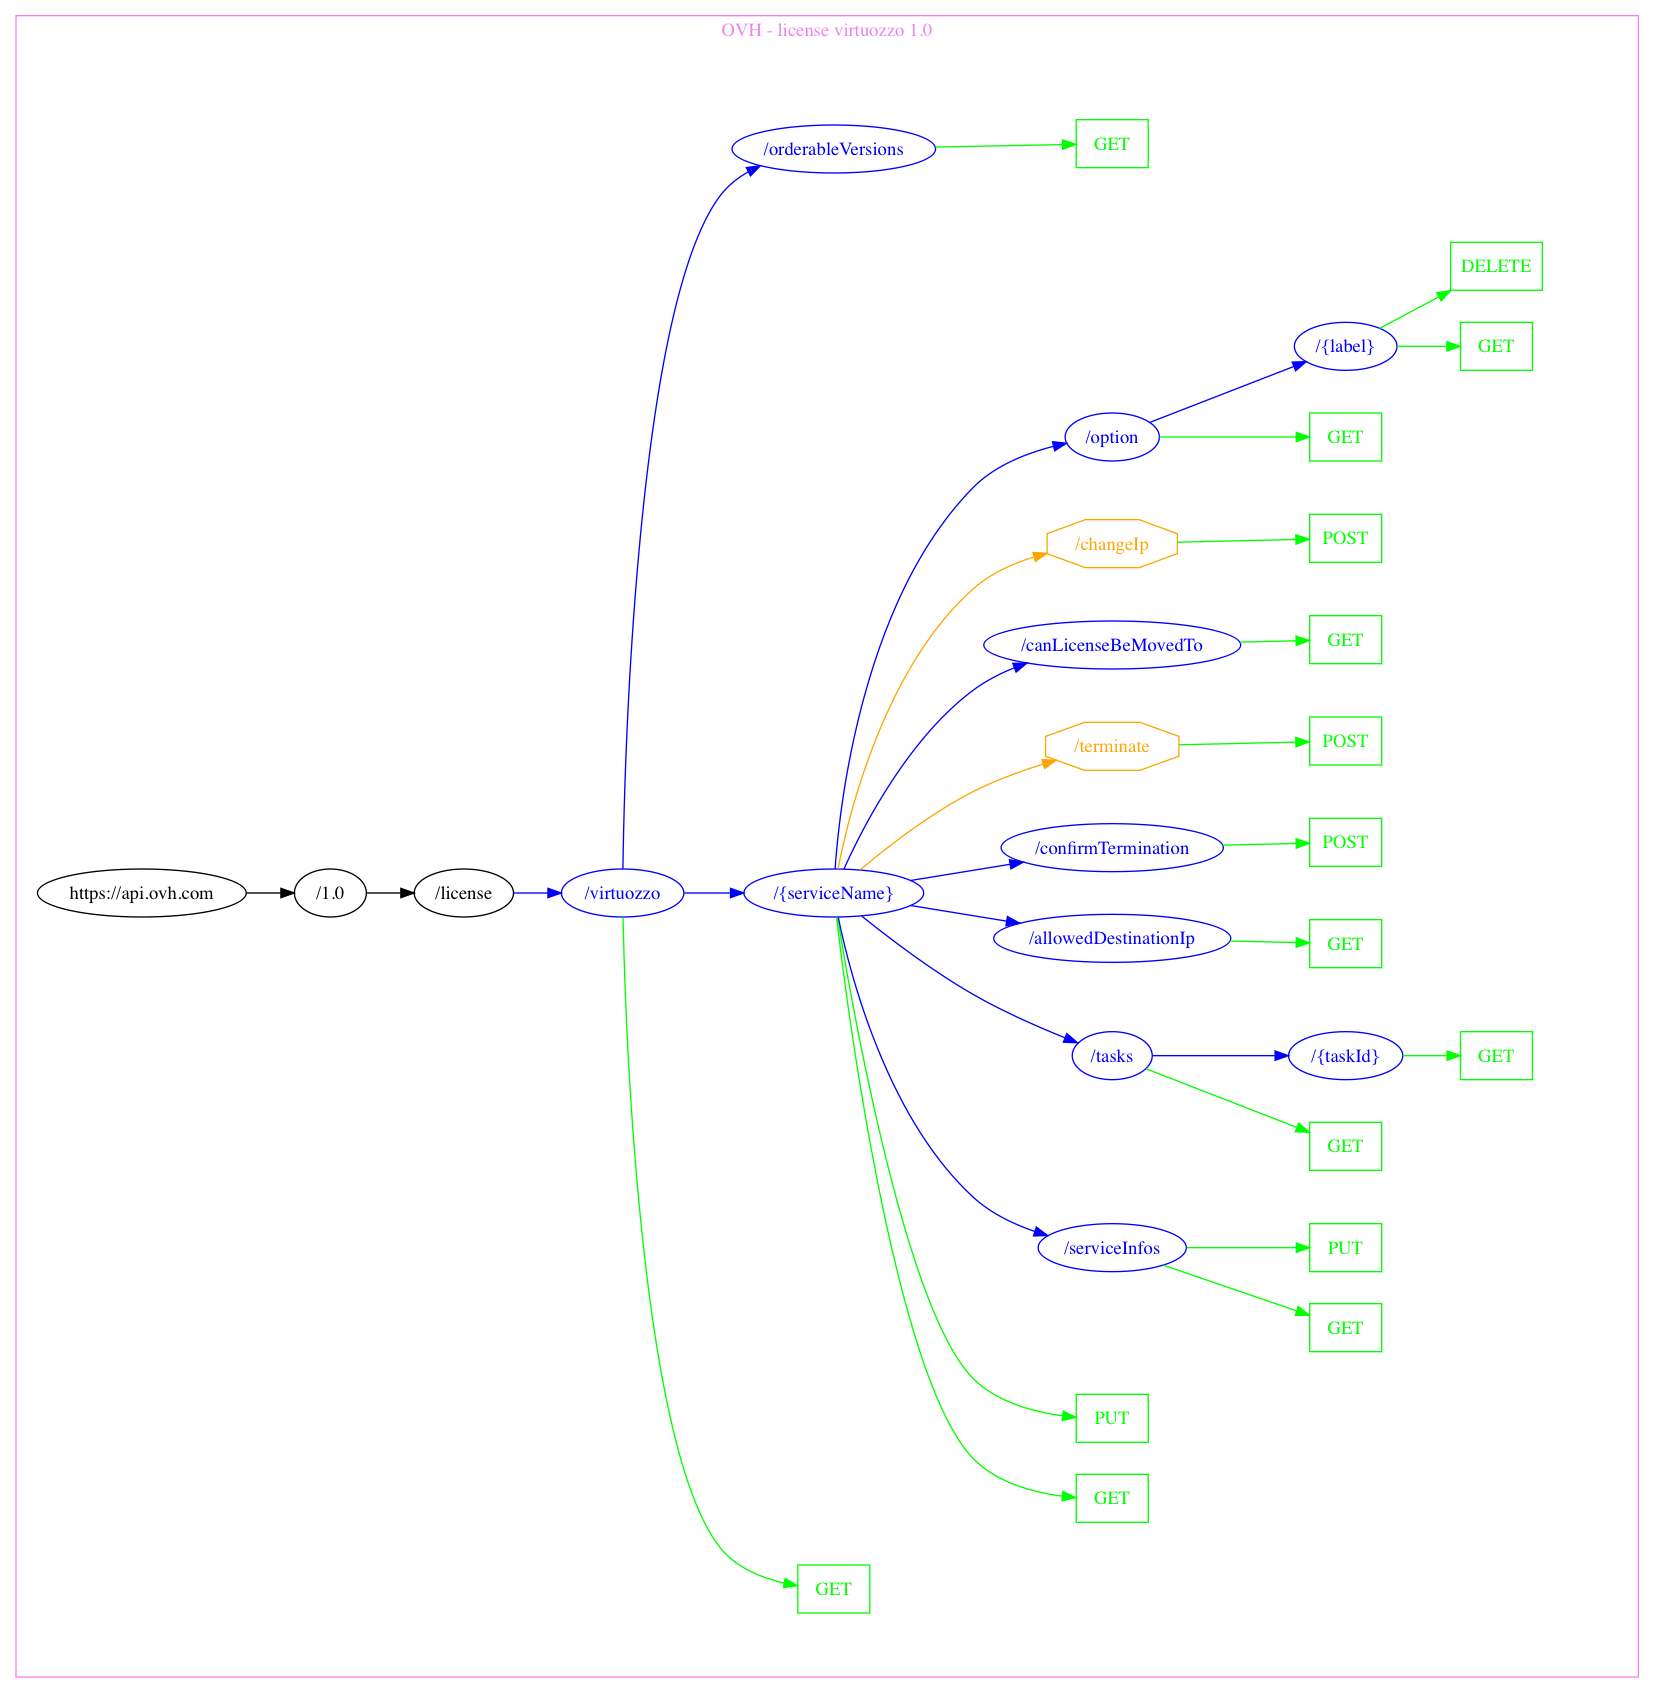 OVH - license virtuozzo 1.0
/orderableVersions
GET
DELETE
/{label}
GET
/option
GET
/changeIp
POST
/canLicenseBeMovedTo
GET
/terminate
POST
/confirmTermination
POST
https://api.ovh.com
/1.0
/license
/virtuozzo
/{serviceName}
/allowedDestinationIp
GET
/tasks
/{taskId}
GET
GET
/serviceInfos
PUT
GET
PUT
GET
GET